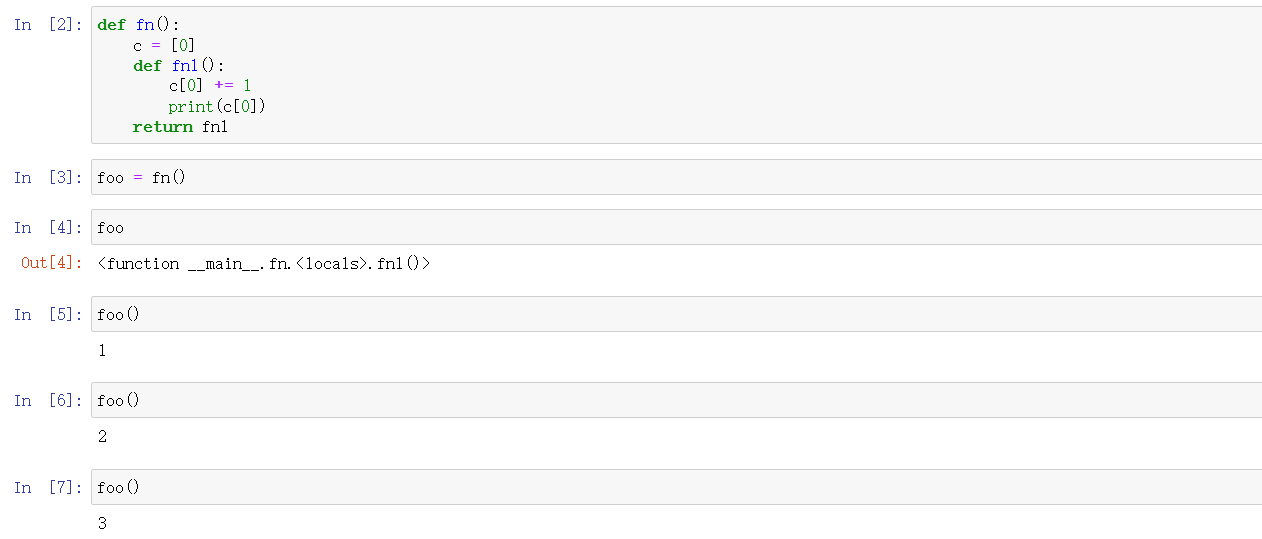 In [2]: def fn():
    c = [0]
    def fn1():
        c[0] += 1
        print(c[0])
    return fn1
In [3]: foo = fn()
In [4]: foo
Out[4]: <function __main__.fn.<locals>.fn1()>
In [5]: foo()
1
In [6]: foo()
2
In [7]: foo()
3